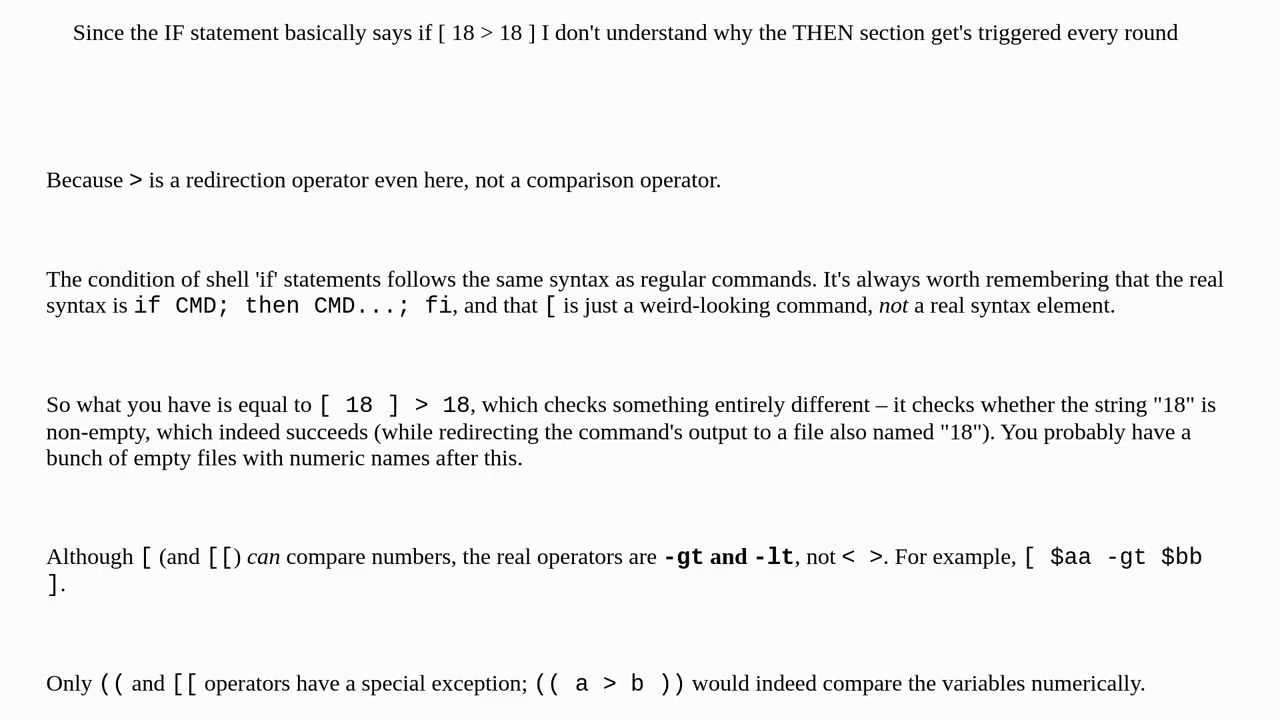 Since the IF statement basically says if [ 18 > 18 ] I don't understand why the THEN section get's triggered every round
Because > is a redirection operator even here, not a comparison operator.
The condition of shell 'if' statements follows the same syntax as regular commands. It's always worth remembering that the real
syntax is if CMD; then CMD...; fi, and that [ is just a weird-looking command, not a real syntax element.
So what you have is equal to [ 18 ] > 18, which checks something entirely different – it checks whether the string "18" is
non-empty, which indeed succeeds (while redirecting the command's output to a file also named "18"). You probably have a
bunch of empty files with numeric names after this.
Although [ (and [[) can compare numbers, the real operators are -gt and -lt, not < >. For example, [ $aa -gt $bb
].
Only (( and [[ operators have a special exception; (( a > b )) would indeed compare the variables numerically.